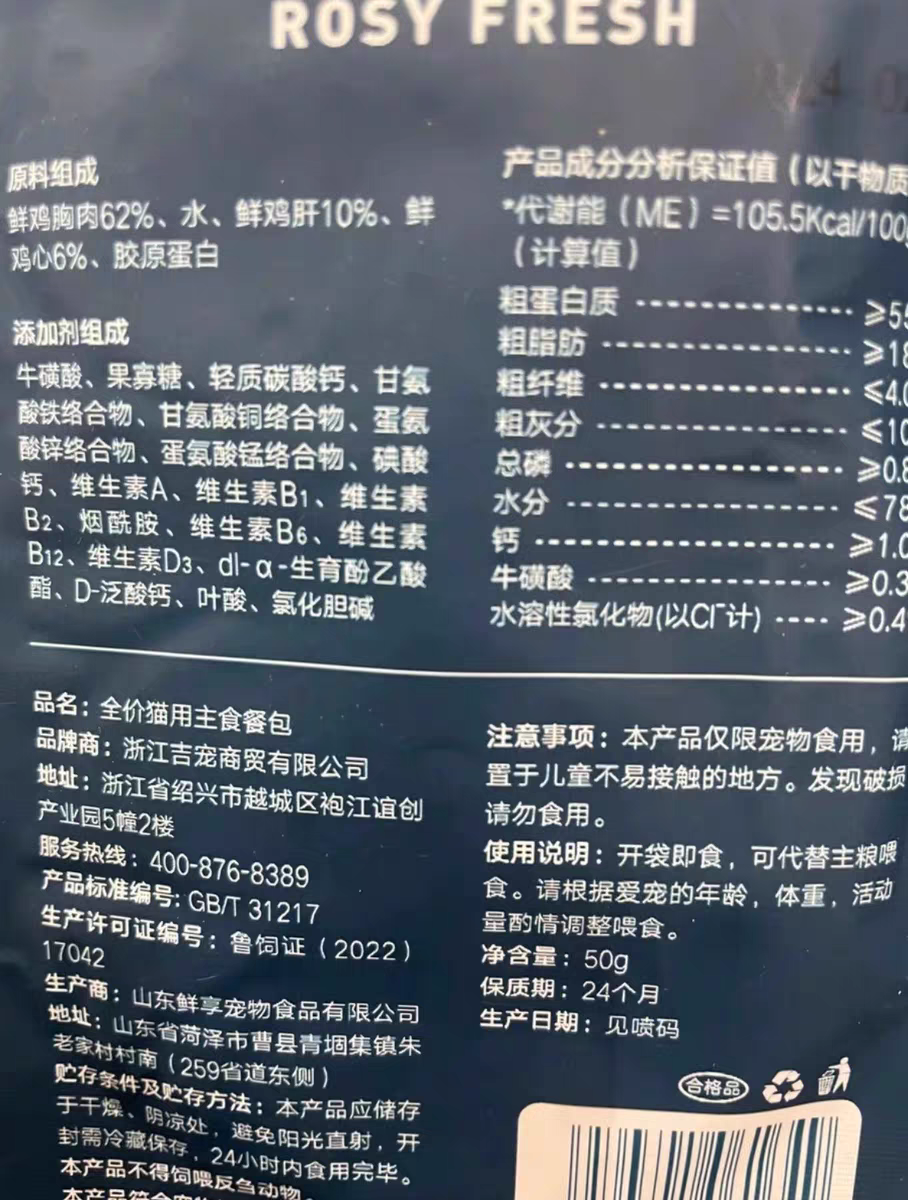 ROSY FRESH
原料组成
鲜鸡胸肉62%、水、鲜鸡肝10%、鲜
鸡心6%、胶原蛋白
添加剂组成
牛磺酸、果寡糖、轻质碳酸钙、甘氨
酸铁络合物、甘氨酸铜络合物、蛋氨
酸锌络合物、蛋氨酸锰络合物、碘酸
钙、维生素A、维生素B1、维生素
B2、烟酰胺、维生素B6、维生素
B12、维生素D3、dl-α-生育酚乙酸
酯、D-泛酸钙、叶酸、氯化胆碱
产品成分分析保证值（以干物质
*代谢能（ME）=105.5Kcal/100g
（计算值）
粗蛋白质 ≥55
粗脂肪 ≥18
粗纤维 ≤4.0
粗灰分 ≤10
总磷 ≥0.8
水分 ≤78
钙 ≥1.0
牛磺酸 ≥0.3
水溶性氯化物(以Cl⁻计) ≥0.4
品名：全价猫用主食餐包
品牌商：浙江吉宠商贸有限公司
地址：浙江省绍兴市越城区袍江谊创
产业园5幢2楼
服务热线：400-876-8389
产品标准编号: GB/T 31217
生产许可证编号：鲁饲证（2022）
17042
生产商：山东鲜享宠物食品有限公司
地址：山东省菏泽市曹县青堌集镇朱
老家村村南（259省道东侧）
贮存条件及贮存方法：本产品应储存
于干燥、阴凉处，避免阳光直射，开
封需冷藏保存，24小时内食用完毕。
本产品不得饲喂反刍动物。
注意事项：本产品仅限宠物食用，请
置于儿童不易接触的地方。发现破损
请勿食用。
使用说明：开袋即食，可代替主粮喂
食。请根据爱宠的年龄，体重，活动
量酌情调整喂食。
净含量：50g
保质期：24个月
生产日期：见喷码
合格品